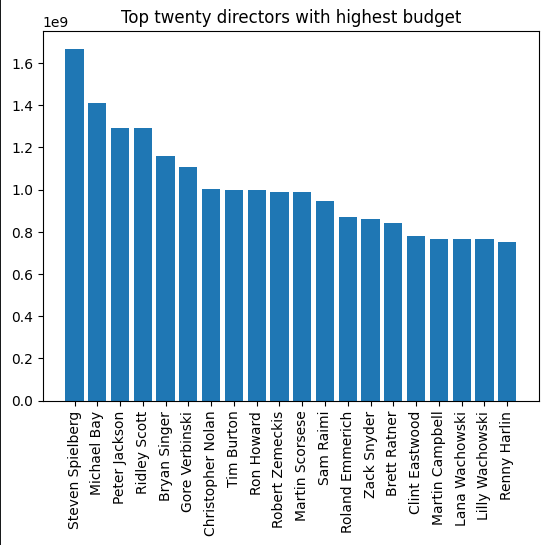 Top twenty directors with highest budget
1e9
1.6
1.4
1.2
1.0
0.8
0.6
0.4
0.2
0.0
Steven Spielberg
Michael Bay
Peter Jackson
Ridley Scott
Bryan Singer
Gore Verbinski
Christopher Nolan
Tim Burton
Ron Howard
Robert Zemeckis
Martin Scorsese
Sam Raimi
Roland Emmerich
Zack Snyder
Brett Ratner
Clint Eastwood
Martin Campbell
Lana Wachowski
Lilly Wachowski
Renny Harlin